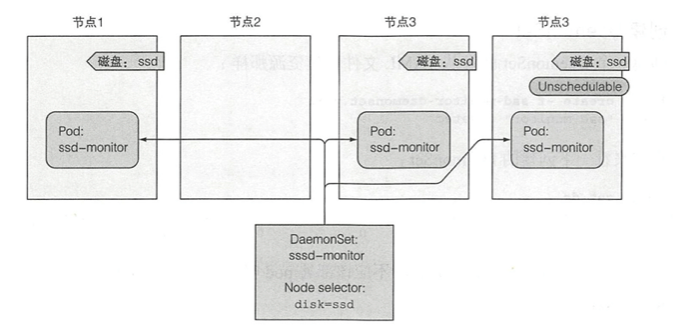 节点1
节点2
节点3
节点3
磁盘：ssd
磁盘：ssd
磁盘：ssd
Unschedulable
Pod:
ssd-monitor
Pod:
ssd-monitor
Pod:
ssd-monitor
DaemonSet:
sssd-monitor
Node selector:
disk=ssd